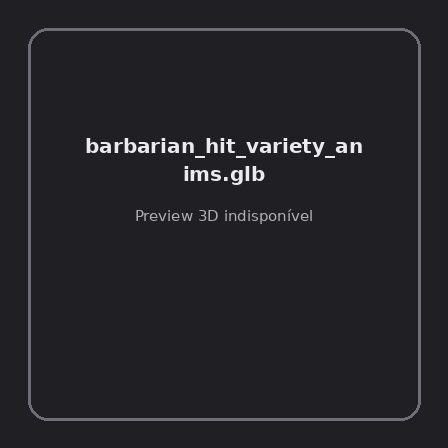 barbarian_hit_variety_an
ims.glb
Preview 3D indisponível